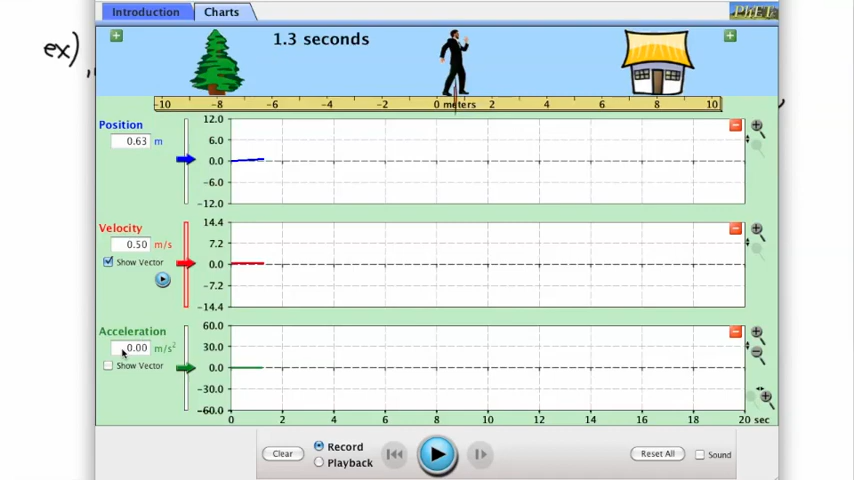 Introduction Charts PhET
ex)
1.3 seconds
-10 -8 -6 -4 -2 0 meters 2 4 6 8 10
Position
0.63 m
12.0
6.0
0.0
-6.0
-12.0
Velocity
0.50 m/s
Show Vector
14.4
7.2
0.0
-7.2
-14.4
Acceleration
0.00 m/s²
Show Vector
60.0
30.0
0.0
-30.0
-60.0
0 2 4 6 8 10 12 14 16 18 20 sec
Clear
Record
Playback
Reset All
Sound